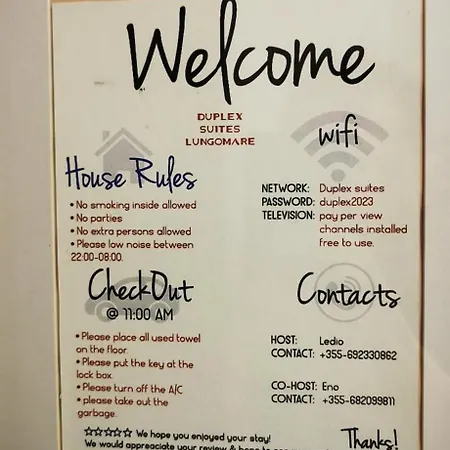 Welcome
DUPLEX
SUITES
LUNGOMARE
wifi
NETWORK: Duplex suites
PASSWORD: duplex2023
TELEVISION: pay per view
channels installed
free to use.
House Rules
• No smoking inside allowed
• No parties
• No extra persons allowed
• Please low noise between
22:00-08:00.
CheckOut
@ 11:00 AM
• Please place all used towel
on the floor.
• Please put the key at the
lock box.
• Please turn off the A/C
• please take out the
garbage.
Contacts
HOST: Ledio
CONTACT: +355-692330862
CO-HOST: Eno
CONTACT: +355-682099811
☆☆☆☆☆ We hope you enjoyed your stay!
We would appreciate your review & hope to
Thanks!